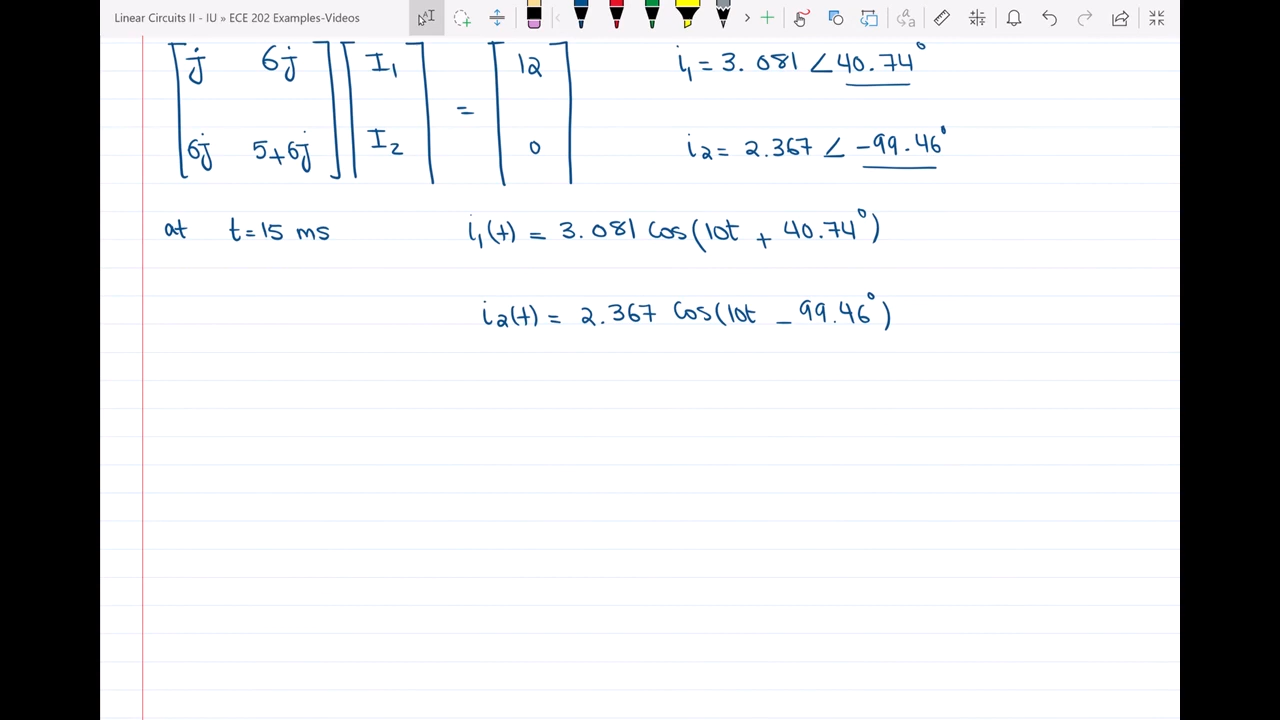 Linear Circuits II - IU » ECE 202 Examples-Videos
j 6j I₁ = 12 i₁ = 3.081 ∠40.74°
6j 5+6j I₂ 0 i₂ = 2.367 ∠ -99.46°
at t=15 ms i₁(t) = 3.081 cos(10t + 40.74°)
i₂(t) = 2.367 cos(10t - 99.46°)